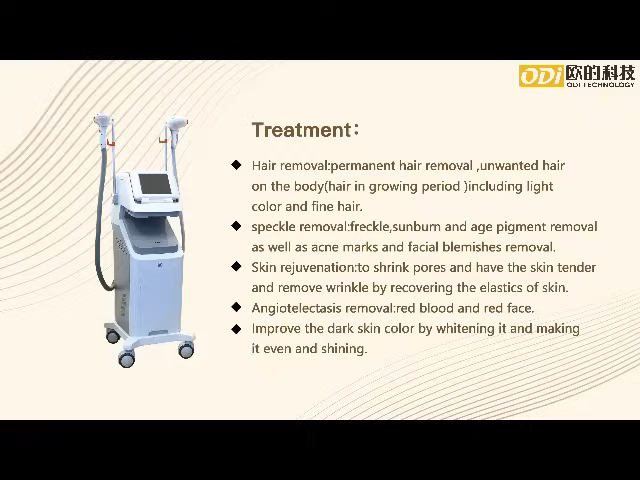 ODi欧的科技
ODI TECHNOLOGY
Treatment：
Hair removal:permanent hair removal ,unwanted hair
on the body(hair in growing period )including light
color and fine hair.
speckle removal:freckle,sunburn and age pigment removal
as well as acne marks and facial blemishes removal.
Skin rejuvenation:to shrink pores and have the skin tender
and remove wrinkle by recovering the elastics of skin.
Angiotelectasis removal:red blood and red face.
Improve the dark skin color by whitening it and making
it even and shining.